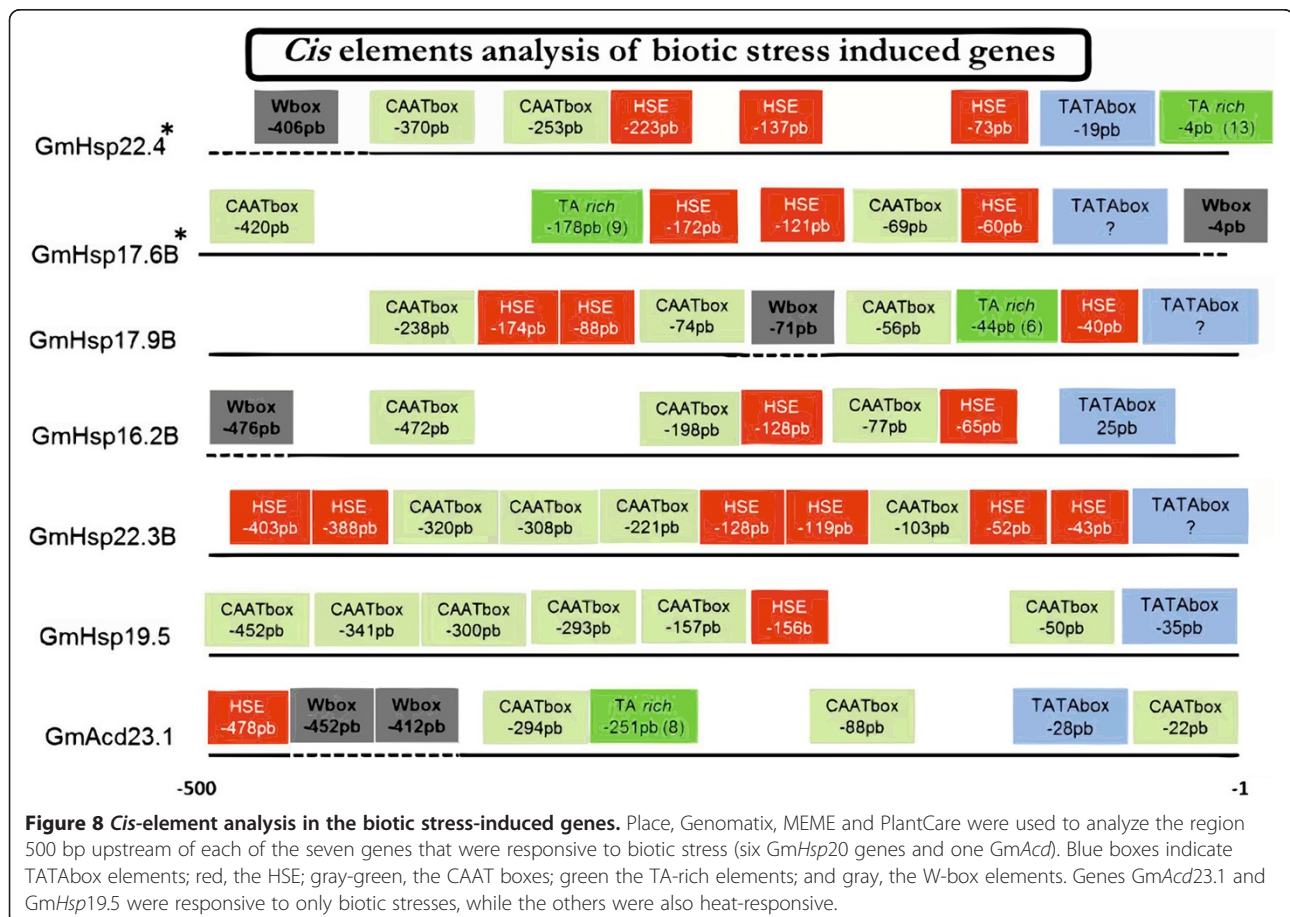 Cis elements analysis of biotic stress induced genes
Wbox CAATbox CAATbox HSE HSE HSE TATAbox TA rich
-406pb -370pb -253pb -223pb -137pb -73pb -19pb -4pb (13)
GmHsp22.4*
CAATbox TA rich HSE HSE CAATbox HSE TATAbox Wbox
-420pb -178pb (9) -172pb -121pb -69pb -60pb ? -4pb
GmHsp17.6B*
CAATbox HSE HSE CAATbox Wbox CAATbox TA rich HSE TATAbox
-238pb -174pb -88pb -74pb -71pb -56pb -44pb (6) -40pb ?
GmHsp17.9B
Wbox CAATbox CAATbox HSE CAATbox HSE TATAbox
-476pb -472pb -198pb -128pb -77pb -65pb 25pb
GmHsp16.2B
HSE HSE CAATbox CAATbox CAATbox HSE HSE CAATbox HSE HSE TATAbox
-403pb -388pb -320pb -308pb -221pb -128pb -119pb -103pb -52pb -43pb ?
GmHsp22.3B
CAATbox CAATbox CAATbox CAATbox CAATbox HSE CAATbox TATAbox
-452pb -341pb -300pb -293pb -157pb -156b -50pb -35pb
GmHsp19.5
HSE Wbox Wbox CAATbox TA rich CAATbox TATAbox CAATbox
-478pb -452pb -412pb -294pb -251pb (8) -88pb -28pb -22pb
GmAcd23.1
-500 -1
Figure 8 Cis-element analysis in the biotic stress-induced genes. Place, Genomatix, MEME and PlantCare were used to analyze the region
500 bp upstream of each of the seven genes that were responsive to biotic stress (six GmHsp20 genes and one GmAcd). Blue boxes indicate
TATAbox elements; red, the HSE; gray-green, the CAAT boxes; green the TA-rich elements; and gray, the W-box elements. Genes GmAcd23.1 and
GmHsp19.5 were responsive to only biotic stresses, while the others were also heat-responsive.